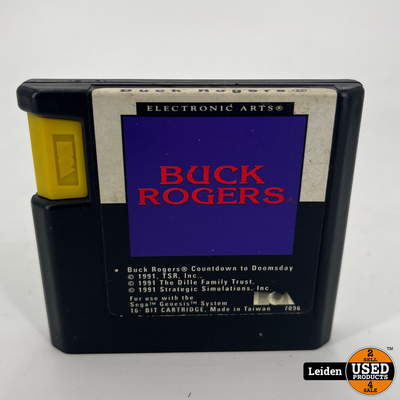 Buck Rogers®
ELECTRONIC ARTS®
BUCK
ROGERS
• Buck Rogers® Countdown to Doomsday
© 1991, TSR, Inc.
© 1991 The Dille Family Trust,
© 1991 Strategic Simulations, Inc.
For use with the
Sega™ Genesis™ System
16-BIT CARTRIDGE, Made in Taiwan 7096
EA
Leiden
2
SELL
USED
PRODUCTS
4
SALE
™